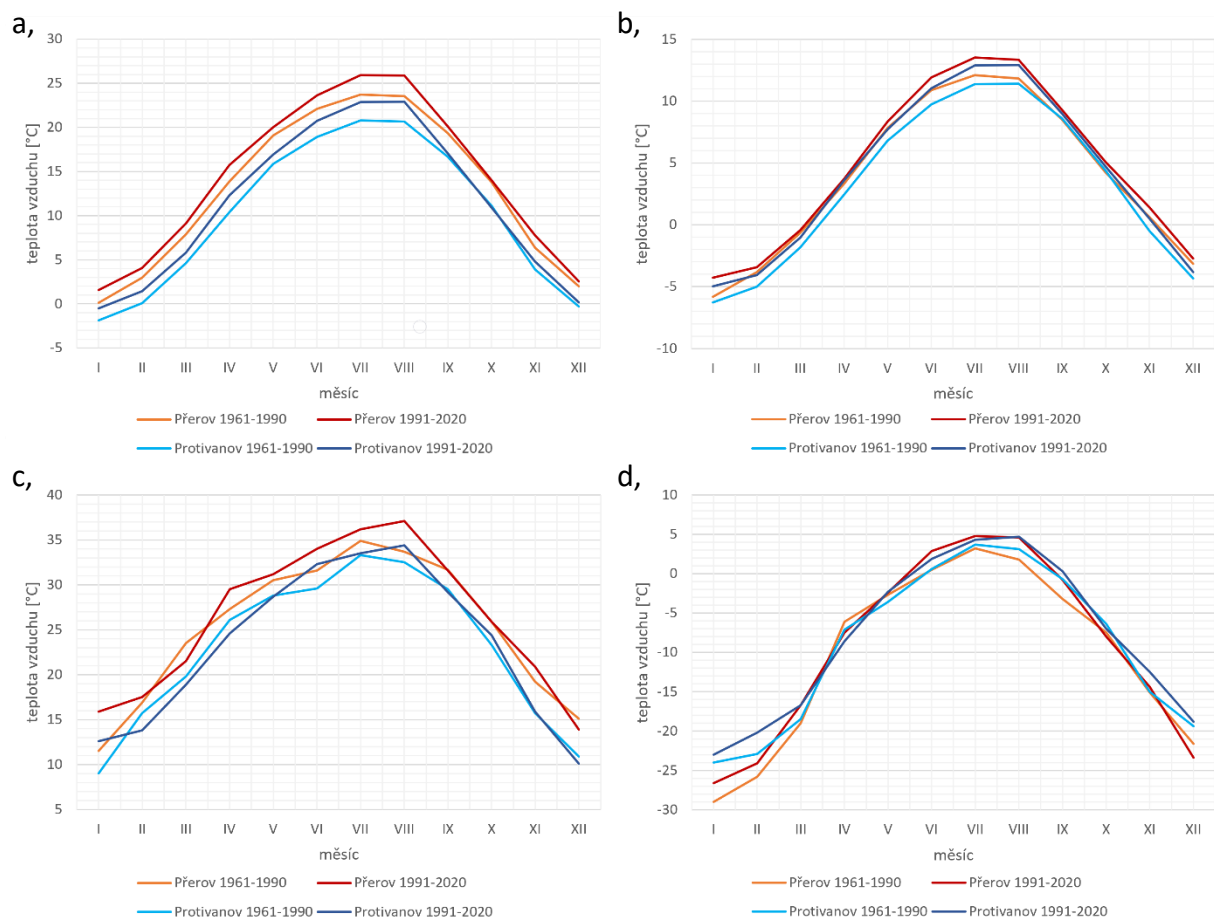 a,
30
25
20
15
10
5
0
-5
teplota vzduchu [°C]
I II III IV V VI VII VIII IX X XI XII
měsíc
Přerov 1961-1990 Přerov 1991-2020
Protivanov 1961-1990 Protivanov 1991-2020
b,
15
10
5
0
-5
-10
teplota vzduchu [°C]
I II III IV V VI VII VIII IX X XI XII
měsíc
Přerov 1961-1990 Přerov 1991-2020
Protivanov 1961-1990 Protivanov 1991-2020
c,
40
35
30
25
20
15
10
5
teplota vzduchu [°C]
I II III IV V VI VII VIII IX X XI XII
měsíc
Přerov 1961-1990 Přerov 1991-2020
Protivanov 1961-1990 Protivanov 1991-2020
d,
10
5
0
-5
-10
-15
-20
-25
-30
teplota vzduchu [°C]
I II III IV V VI VII VIII IX X XI XII
měsíc
Přerov 1961-1990 Přerov 1991-2020
Protivanov 1961-1990 Protivanov 1991-2020